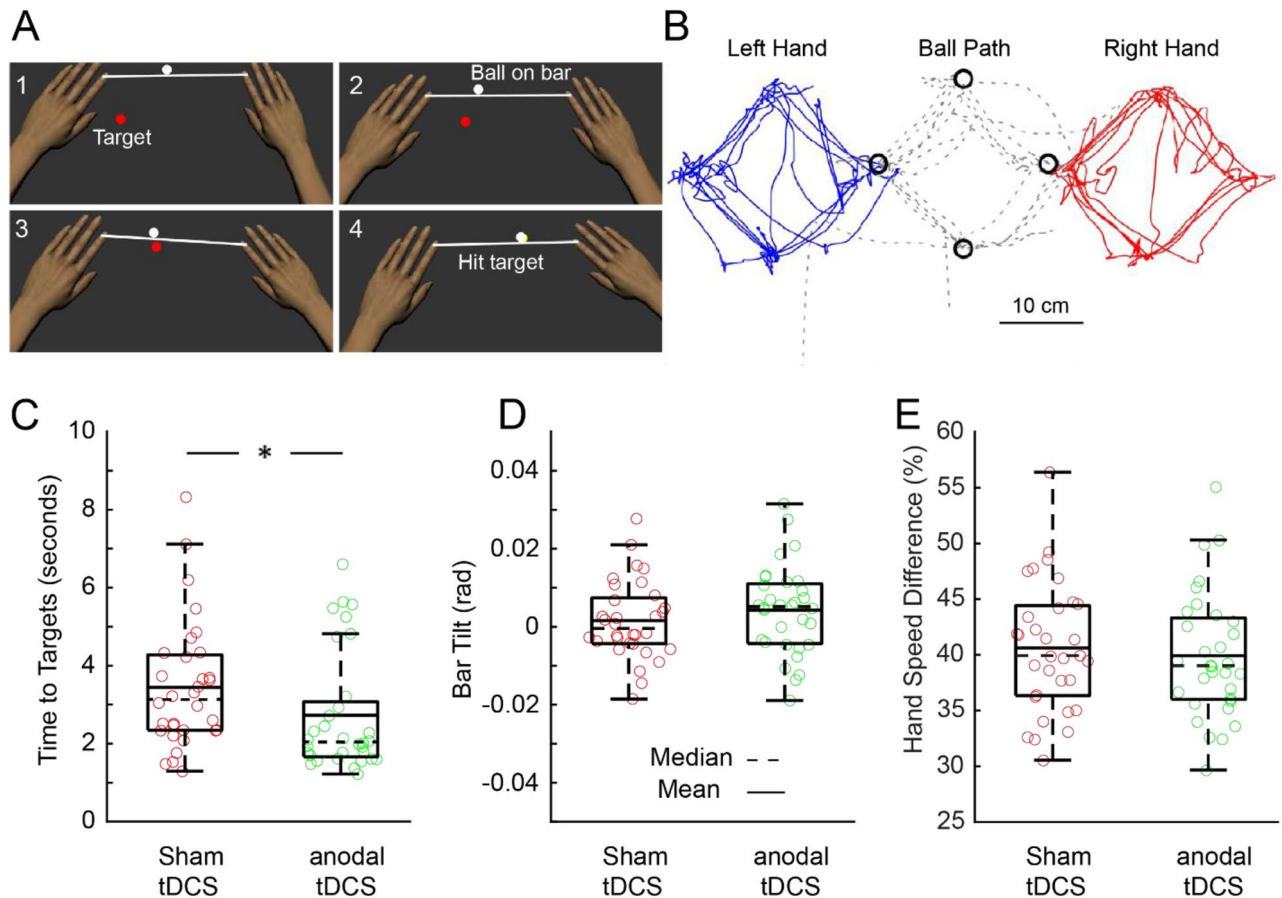 A
1
Target
2
Ball on bar
3
4
Hit target
B
Left Hand
Ball Path
Right Hand
10 cm
C
Time to Targets (seconds)
10
8
6
4
2
0
*
Sham
tDCS
anodal
tDCS
D
Bar Tilt (rad)
0.04
0.02
0
-0.02
-0.04
Median
Mean
Sham
tDCS
anodal
tDCS
E
Hand Speed Difference (%)
60
55
50
45
40
35
30
25
Sham
tDCS
anodal
tDCS